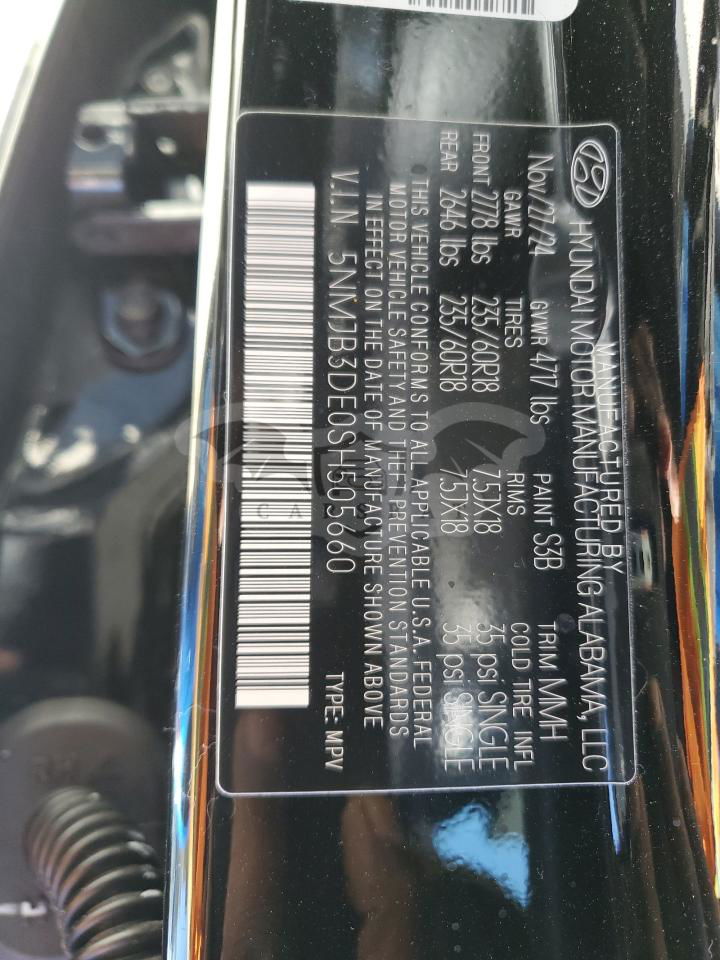 MANUFACTURED BY
HYUNDAI MOTOR MANUFACTURING ALABAMA, LLC
Nov/27/24 GVWR 4717 lbs PAINT S3B TRIM MMH
GAWR TIRES RIMS COLD TIRE INFL
FRONT 2778 lbs 235/60R18 7.5JX18 35 psi SINGLE
REAR 2646 lbs 235/60R18 7.5JX18 35 psi SINGLE
THIS VEHICLE CONFORMS TO ALL APPLICABLE U.S.A. FEDERAL
MOTOR VEHICLE SAFETY AND THEFT PREVENTION STANDARDS
IN EFFECT ON THE DATE OF MANUFACTURE SHOWN ABOVE
V.I.N 5NMJB3DE0SH505660 TYPE: MPV